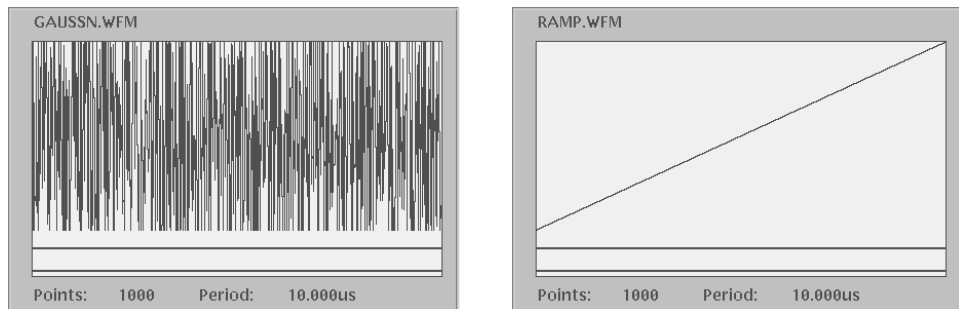 GAUSSN.WFM
Points: 1000 Period: 10.000us
RAMP.WFM
Points: 1000 Period: 10.000us